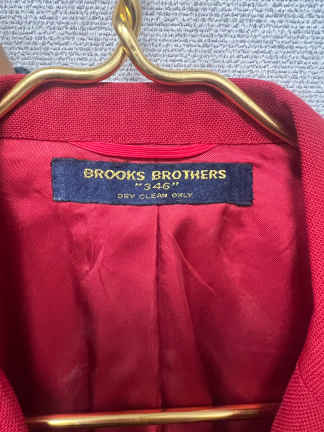 BROOKS BROTHERS
"346"
DRY CLEAN ONLY